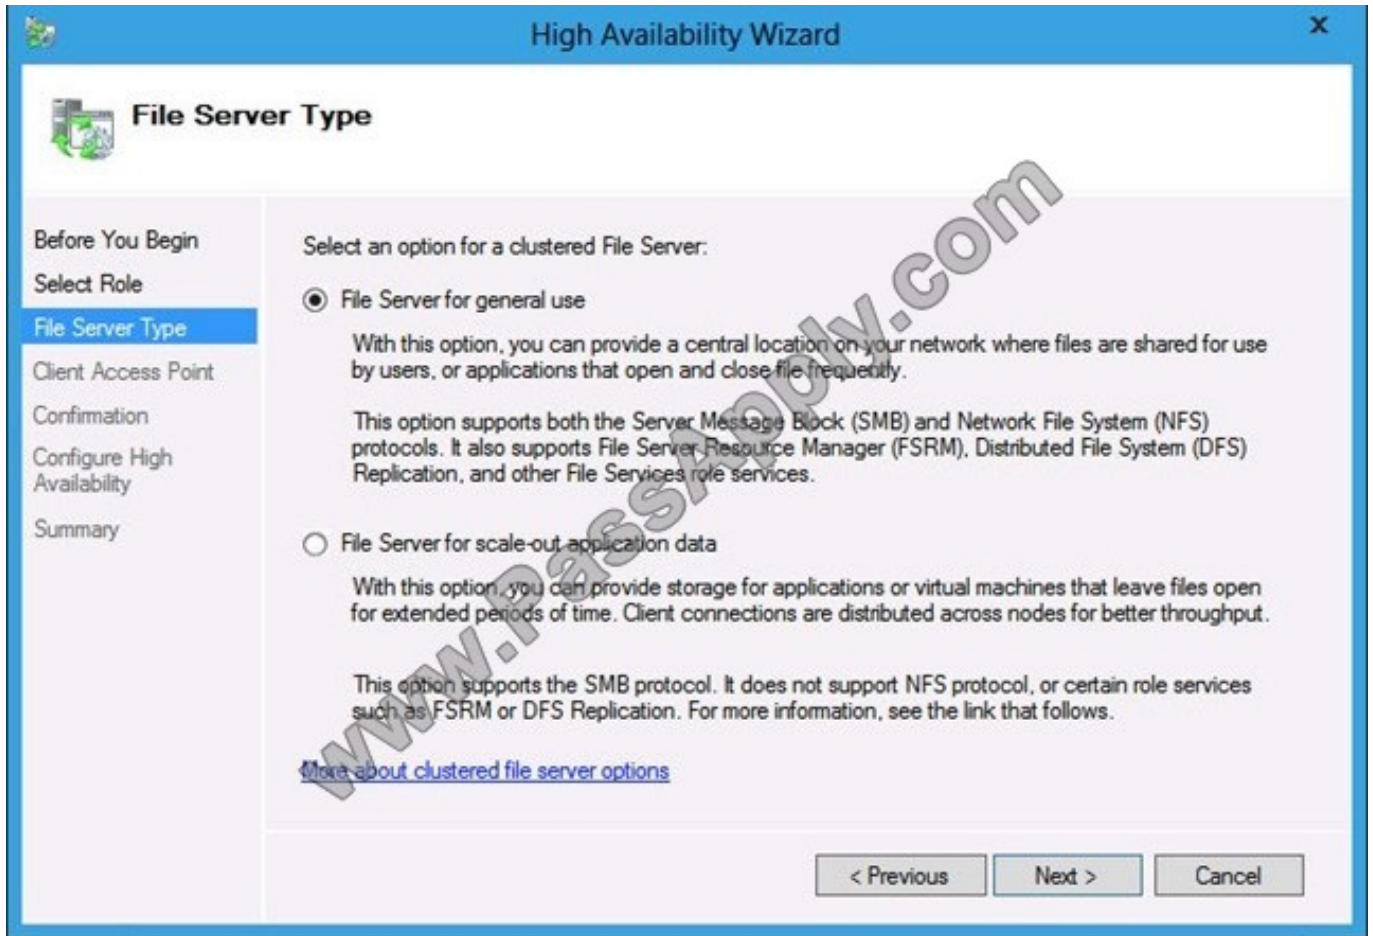 High Availability Wizard
x
File Server Type
Before You Begin
Select Role
File Server Type
Client Access Point
Confirmation
Configure High
Availability
Summary
Select an option for a clustered File Server:
File Server for general use
With this option, you can provide a central location on your network where files are shared for use
by users, or applications that open and close file frequently.
This option supports both the Server Message Block (SMB) and Network File System (NFS)
protocols. It also supports File Server Resource Manager (FSRM), Distributed File System (DFS)
Replication, and other File Services role services.
File Server for scale-out application data
With this option, you can provide storage for applications or virtual machines that leave files open
for extended periods of time. Client connections are distributed across nodes for better throughput.
This option supports the SMB protocol. It does not support NFS protocol, or certain role services
such as FSRM or DFS Replication. For more information, see the link that follows.
More about clustered file server options
< Previous
Next >
Cancel
www.PassApply.com